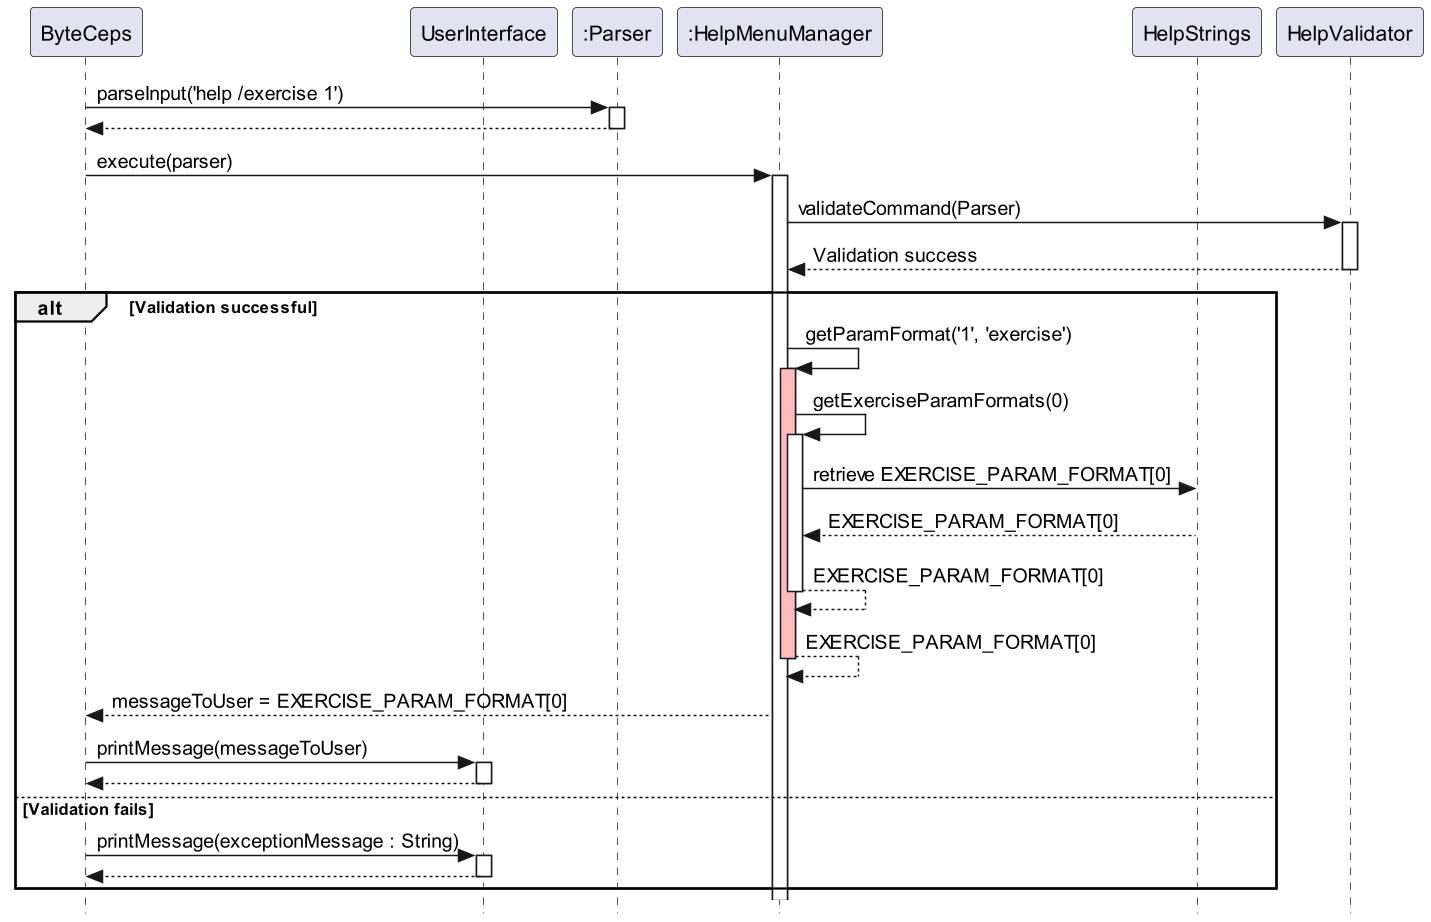 ByteCeps UserInterface :Parser :HelpMenuManager HelpStrings HelpValidator
parseInput('help /exercise 1')
execute(parser)
validateCommand(Parser)
Validation success
alt [Validation successful]
getParamFormat('1', 'exercise')
getExerciseParamFormats(0)
retrieve EXERCISE_PARAM_FORMAT[0]
EXERCISE_PARAM_FORMAT[0]
EXERCISE_PARAM_FORMAT[0]
EXERCISE_PARAM_FORMAT[0]
messageToUser = EXERCISE_PARAM_FORMAT[0]
printMessage(messageToUser)
[Validation fails]
printMessage(exceptionMessage : String)